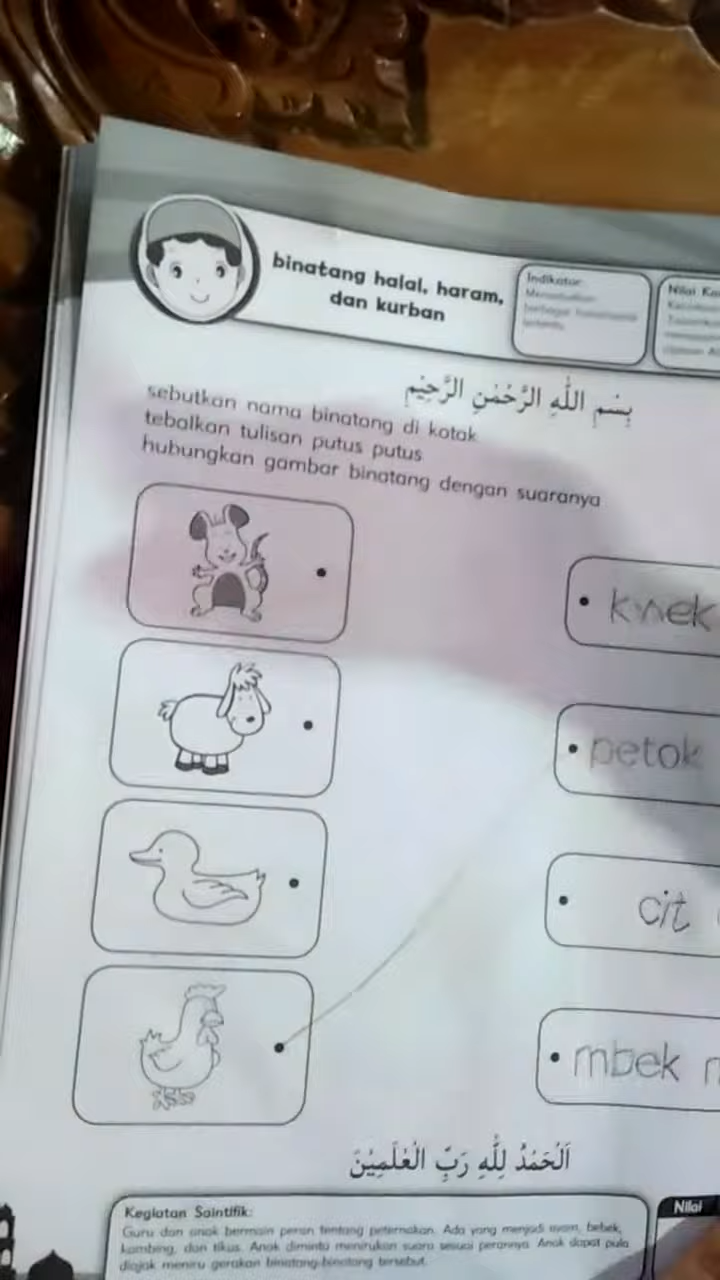 binatang halal, haram,
dan kurban
Indikator:
Nilai
بِسْمِ اللّٰهِ الرَّحْمٰنِ الرَّحِيْمِ
sebutkan nama binatang di kotak
tebalkan tulisan putus putus
hubungkan gambar binatang dengan suaranya
kwek
petok
cit
mbek
اَلْحَمْدُ لِلّٰهِ رَبِّ الْعٰلَمِيْنَ
Kegiatan Saintifik:
Guru dan anak bermain peran tentang peternakan. Ada yang menjadi ayam, bebek,
kambing, dan tikus. Anak diminta menirukan suara sesuai perannya. Anak dapat pula
diajak meniru gerakan binatang-binatang tersebut.
Nilai